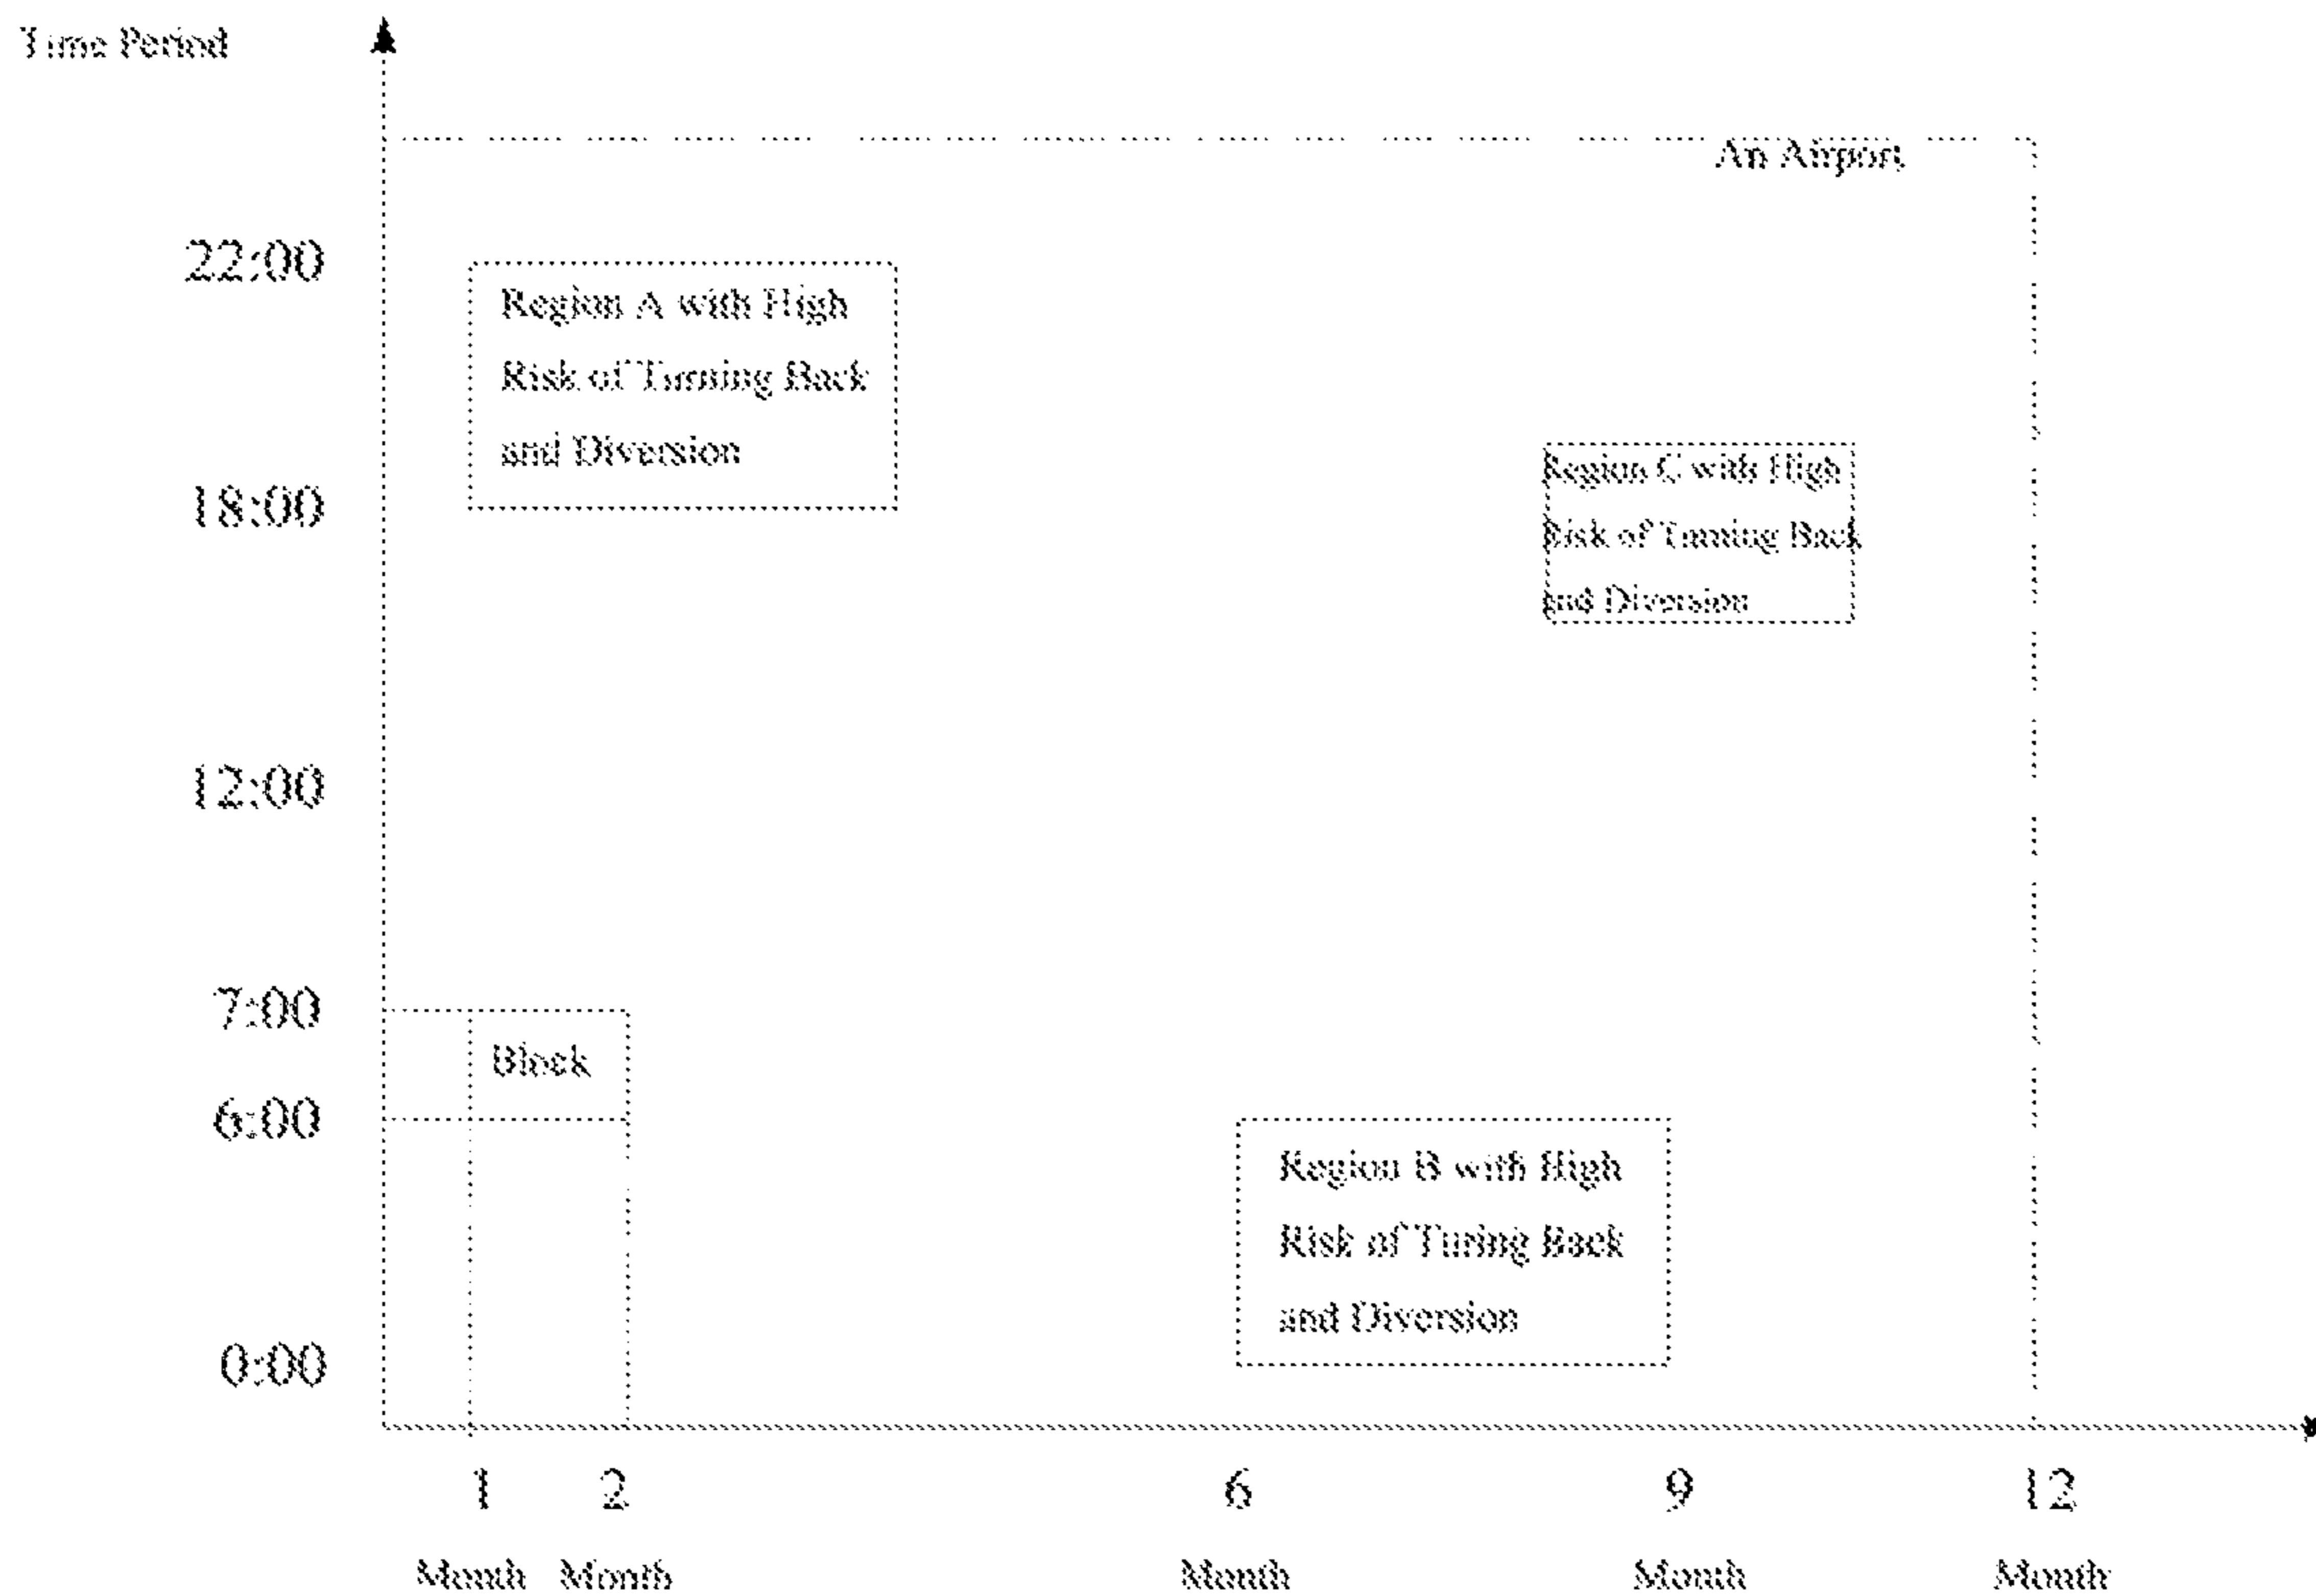 Time Period
An Airport
22:00
Region A with High
Risk of Turning Back
and Diversion
18:00
Region C with High
Risk of Turning Back
and Diversion
12:00
7:00
Block
6:00
Region B with High
Risk of Tuning Back
and Diversion
0:00
1 2 6 9 12
Month Month Month Month Month